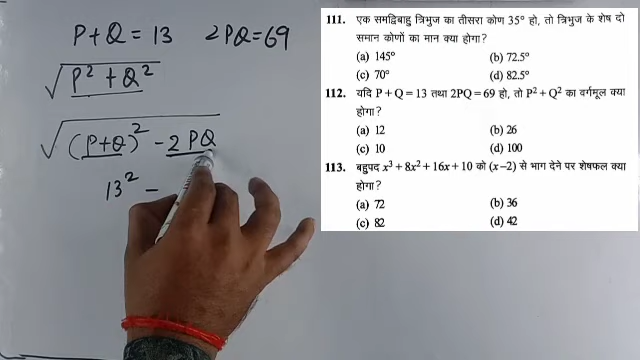 P+Q = 13 2PQ=69
√P² + Q²
√(P+Q)² - 2PQ
13² -
111. एक समद्विबाहु त्रिभुज का तीसरा कोण 35° हो, तो त्रिभुज के शेष दो
समान कोणों का मान क्या होगा?
(a) 145° (b) 72.5°
(c) 70° (d) 82.5°
112. यदि P + Q = 13 तथा 2PQ = 69 हो, तो P² + Q² का वर्गमूल क्या
होगा?
(a) 12 (b) 26
(c) 10 (d) 100
113. बहुपद x³ + 8x² + 16x + 10 को (x–2) से भाग देने पर शेषफल क्या
होगा?
(a) 72 (b) 36
(c) 82 (d) 42